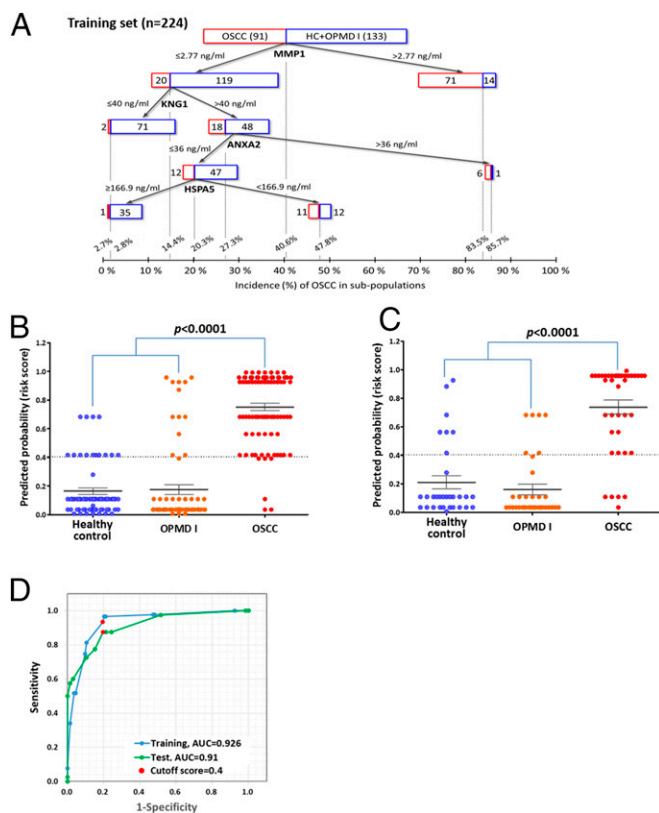 A
Training set (n=224)
OSCC (91)
HC+OPMD I (133)
MMP1
≤2.77 ng/ml
>2.77 ng/ml
20
119
71
14
KNG1
≤40 ng/ml
>40 ng/ml
2
71
18
48
ANXA2
≤36 ng/ml
>36 ng/ml
12
47
6
1
HSPA5
≥166.9 ng/ml
<166.9 ng/ml
1
35
11
12
2.7%
2.8%
14.4%
20.3%
27.3%
40.6%
47.8%
83.5%
85.7%
0 %
10 %
20 %
30 %
40 %
50 %
60 %
70 %
80 %
90 %
100 %
Incidence (%) of OSCC in sub-populations
B
p<0.0001
Predicted probability (risk score)
1.2
1.0
0.8
0.6
0.4
0.2
0.0
Healthy
control
OPMD I
OSCC
C
p<0.0001
Predicted probability (risk score)
1.2
1.0
0.8
0.6
0.4
0.2
0.0
Healthy
control
OPMD I
OSCC
D
Sensitivity
1.0
0.8
0.6
0.4
0.2
0.0
Training, AUC=0.926
Test, AUC=0.91
Cutoff score=0.4
0.0
0.2
0.4
0.6
0.8
1.0
1-Specificity